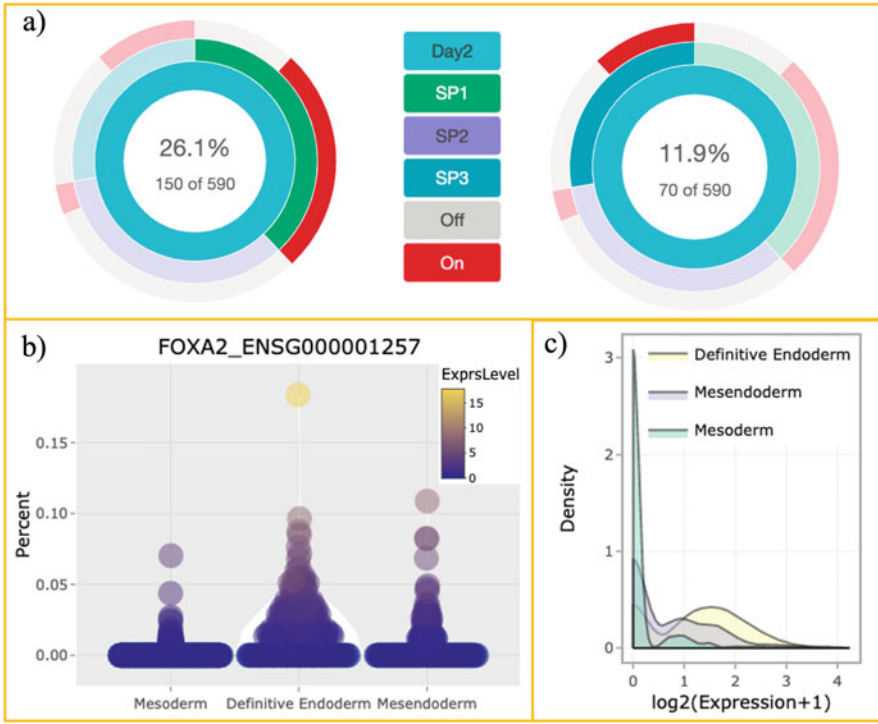 a)
26.1%
150 of 590
Day2
SP1
SP2
SP3
Off
On
11.9%
70 of 590
b)
FOXA2_ENSG000001257
ExprsLevel
15
10
5
0
Percent
0.15
0.10
0.05
0.00
Mesoderm
Definitive Endoderm
Mesendoderm
c)
Definitive Endoderm
Mesendoderm
Mesoderm
Density
3
2
1
0
0 1 2 3 4
log2(Expression+1)